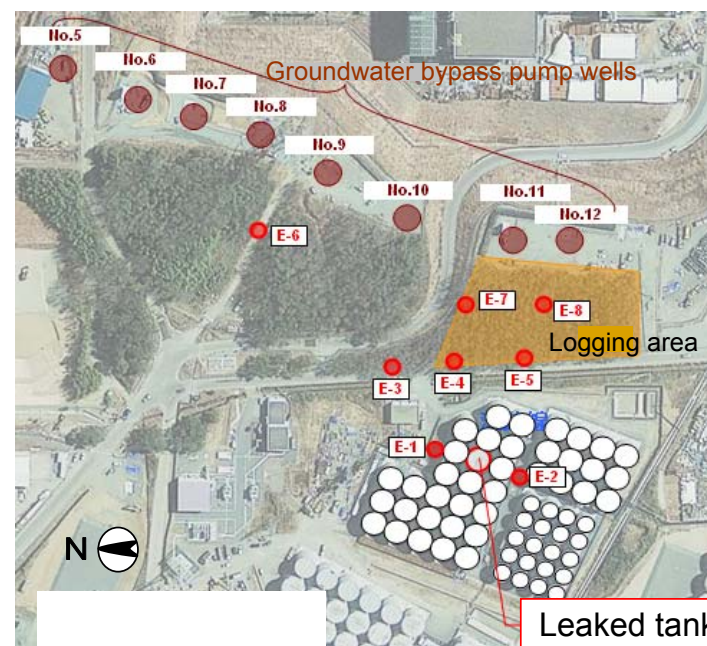 No.5
No.6
Groundwater bypass pump wells
No.7
No.8
No.9
No.10
No.11
No.12
E-6
E-7
E-8
Logging area
E-3
E-4
E-5
E-1
E-2
N
Leaked tank